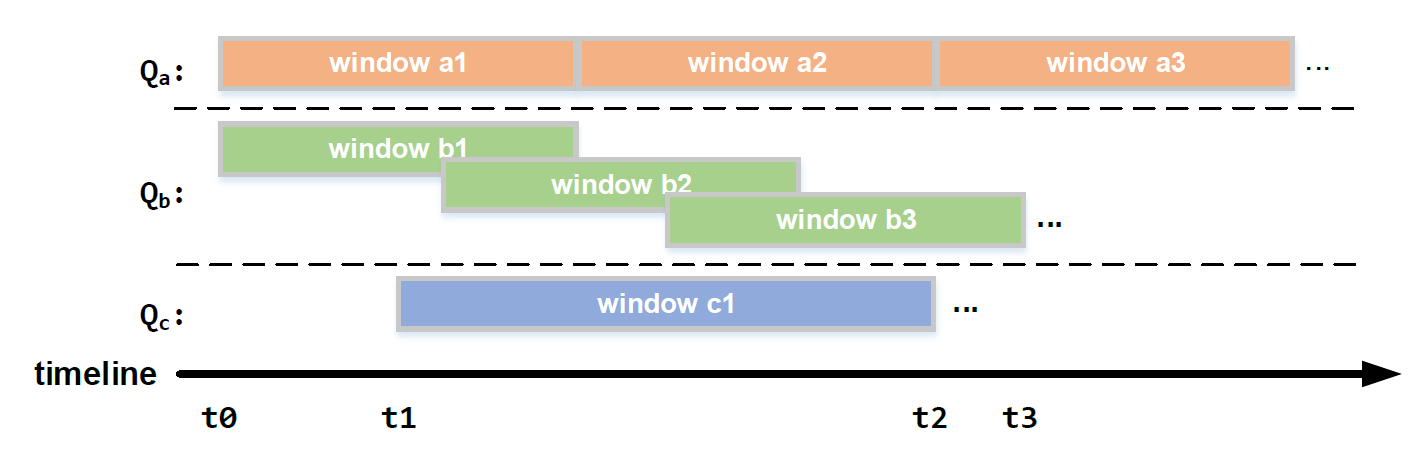 Qa: window a1 window a2 window a3 ...
Qb: window b1 window b2 window b3 ...
Qc: window c1 ...
timeline
t0 t1 t2 t3